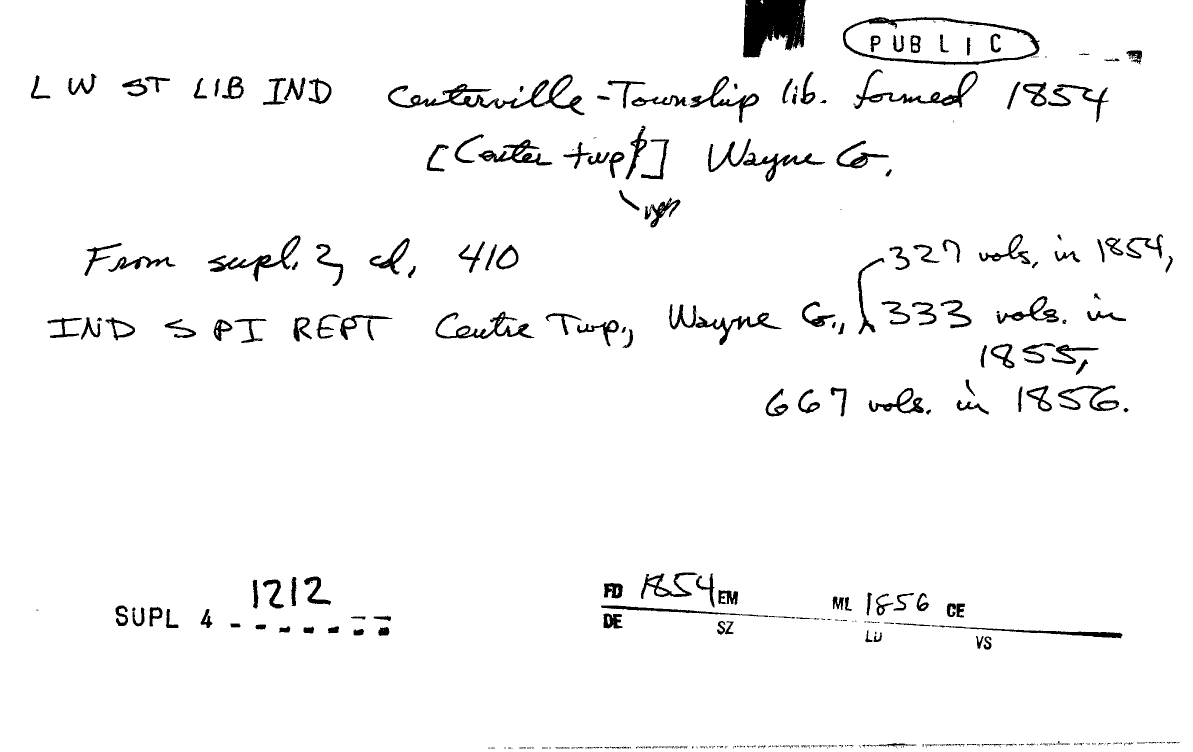 PUBLIC
L W ST LIB IND Centerville-Township lib. formed 1854
[Center twp?] Wayne Co.
yes
From supl. 2, cd, 410
327 vols, in 1854,
IND S PI REPT Centre Twp., Wayne Co., 333 vols. in
1855,
667 vols. in 1856.
1212
SUPL 4
FD 1854 EM ML 1856 CE
DE SZ LD VS